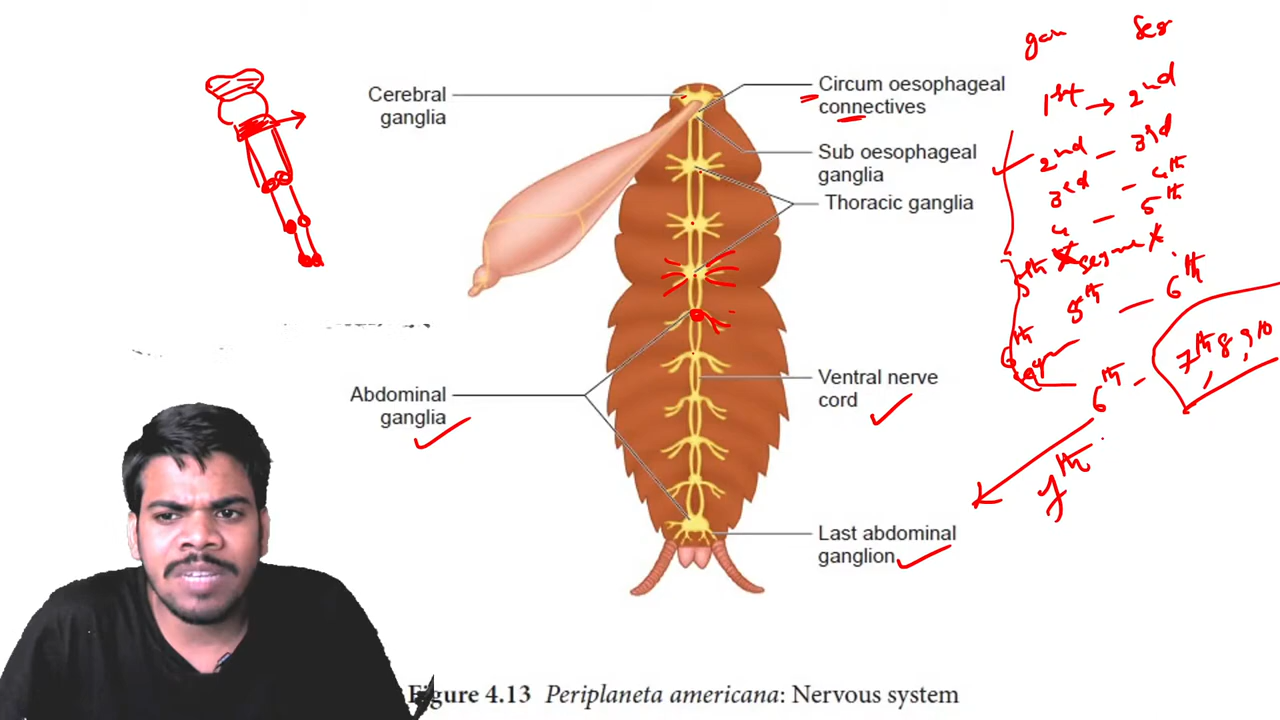 Cerebral
ganglia
Circum oesophageal
connectives
Sub oesophageal
ganglia
Thoracic ganglia
Abdominal
ganglia
Ventral nerve
cord
Last abdominal
ganglion
Figure 4.13 Periplaneta americana: Nervous system
1st → 2nd
2nd – 3rd
3rd – 4th
4 – 5th
5th – 6th
6th – 7th, 8, 9, 10
7th